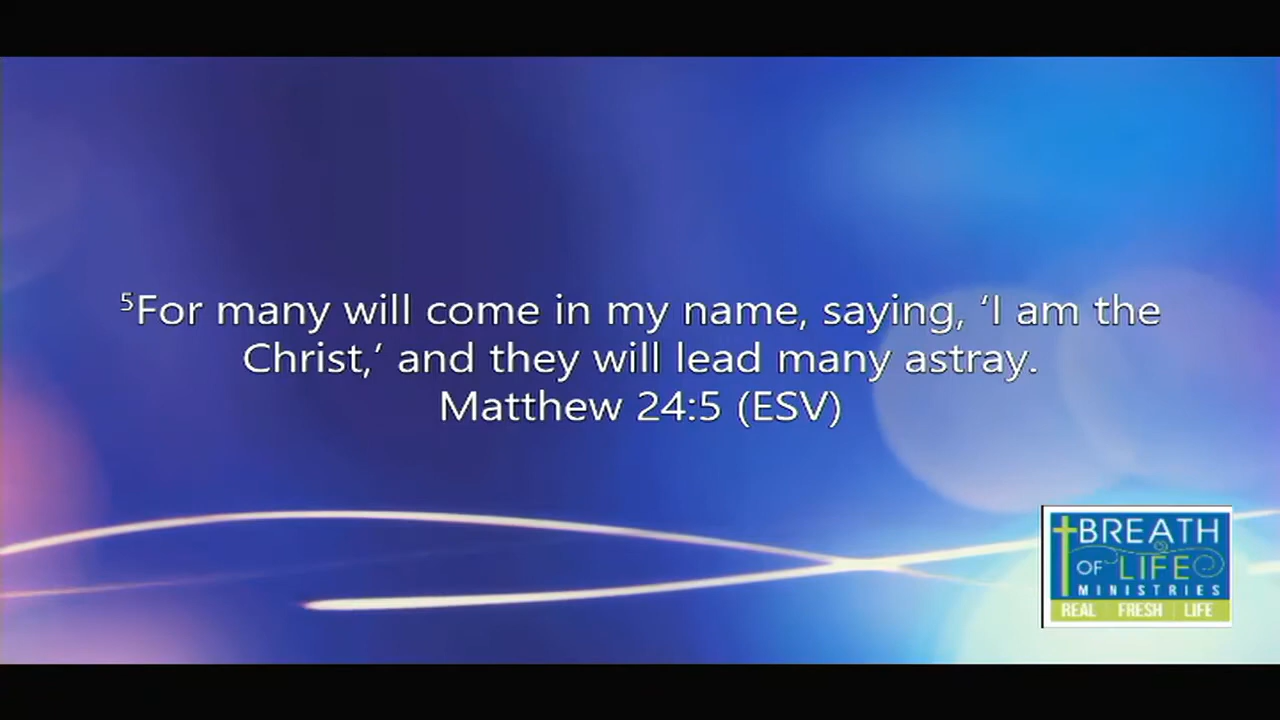 ⁵For many will come in my name, saying, ‘I am the
Christ,’ and they will lead many astray.
Matthew 24:5 (ESV)
BREATH
OF LIFE
MINISTRIES
REAL FRESH LIFE